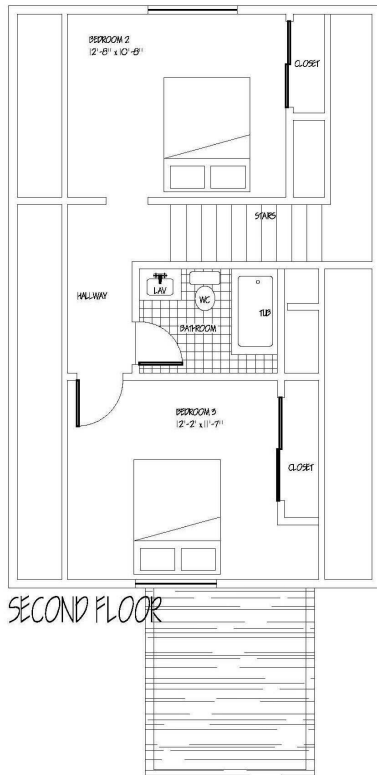 BEDROOM 2
12'-8" x 10'-8"
CLOSET
STAIRS
HALLWAY
LAV
WC
TUB
BATHROOM
BEDROOM 3
12'-2' x 11'-7"
CLOSET
SECOND FLOOR